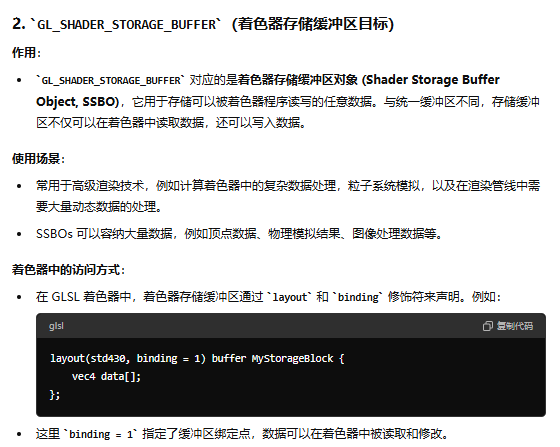 2. `GL_SHADER_STORAGE_BUFFER`（着色器存储缓冲区目标）
作用：
• `GL_SHADER_STORAGE_BUFFER` 对应的是着色器存储缓冲区对象 (Shader Storage Buffer
Object, SSBO)，它用于存储可以被着色器程序读写的任意数据。与统一缓冲区不同，存储缓冲
区不仅可以在着色器中读取数据，还可以写入数据。
使用场景：
• 常用于高级渲染技术，例如计算着色器中的复杂数据处理，粒子系统模拟，以及在渲染管线中需
要大量动态数据的处理。
• SSBOs 可以容纳大量数据，例如顶点数据、物理模拟结果、图像处理数据等。
着色器中的访问方式：
• 在 GLSL 着色器中，着色器存储缓冲区通过 `layout` 和 `binding` 修饰符来声明。例如：
glsl 复制代码
layout(std430, binding = 1) buffer MyStorageBlock {
    vec4 data[];
};
• 这里 `binding = 1` 指定了缓冲区绑定点，数据可以在着色器中被读取和修改。